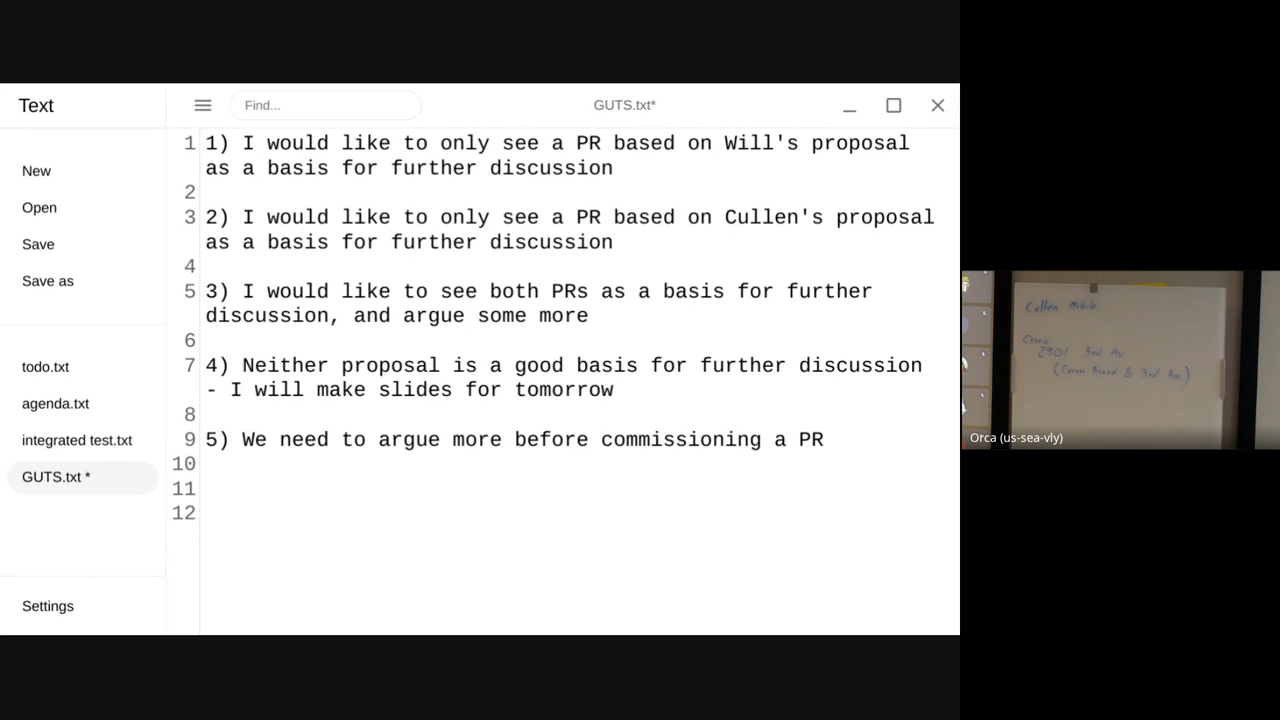 Text
Find...
GUTS.txt*
New
Open
Save
Save as
todo.txt
agenda.txt
integrated test.txt
GUTS.txt *
Settings
1 1) I would like to only see a PR based on Will's proposal
as a basis for further discussion
2
3 2) I would like to only see a PR based on Cullen's proposal
as a basis for further discussion
4
5 3) I would like to see both PRs as a basis for further
discussion, and argue some more
6
7 4) Neither proposal is a good basis for further discussion
- I will make slides for tomorrow
8
9 5) We need to argue more before commissioning a PR
10
11
12
Cullen Mobile
Cisco
2901 3rd Av
(Corner Broad & 3rd Ave)
Orca (us-sea-vly)